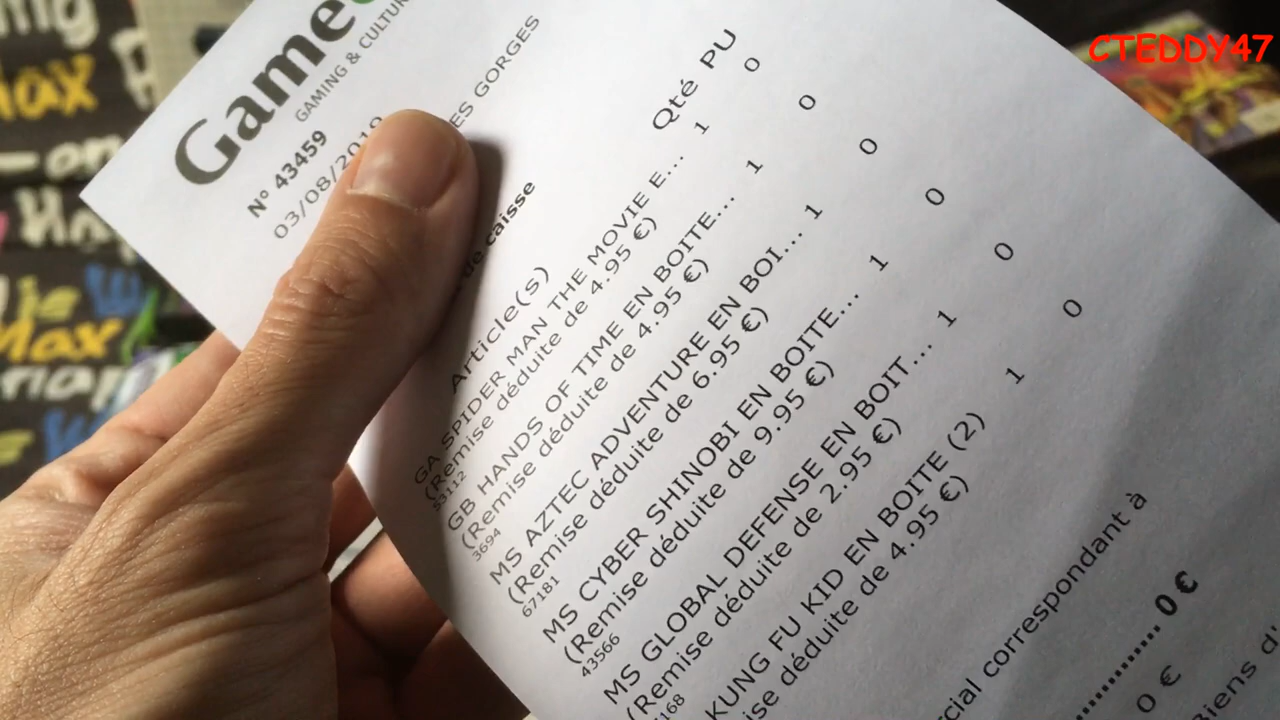 CTEDDY47
Game
GAMING & CULTUR
N° 43459
03/08/2019
ES GORGES
de caisse
Article(s) Qté PU
GA SPIDER MAN THE MOVIE E... 1 0
(Remise déduite de 4.95 €)
53112
GB HANDS OF TIME EN BOITE... 1 0
(Remise déduite de 4.95 €)
3694
MS AZTEC ADVENTURE EN BOI... 1 0
(Remise déduite de 6.95 €)
67181
MS CYBER SHINOBI EN BOITE... 1 0
(Remise déduite de 9.95 €)
43566
MS GLOBAL DEFENSE EN BOIT... 1 0
(Remise déduite de 2.95 €)
168
KUNG FU KID EN BOITE (2) 1 0
ise déduite de 4.95 €)
cial correspondant à
0 €
0 €
Biens d'
Max